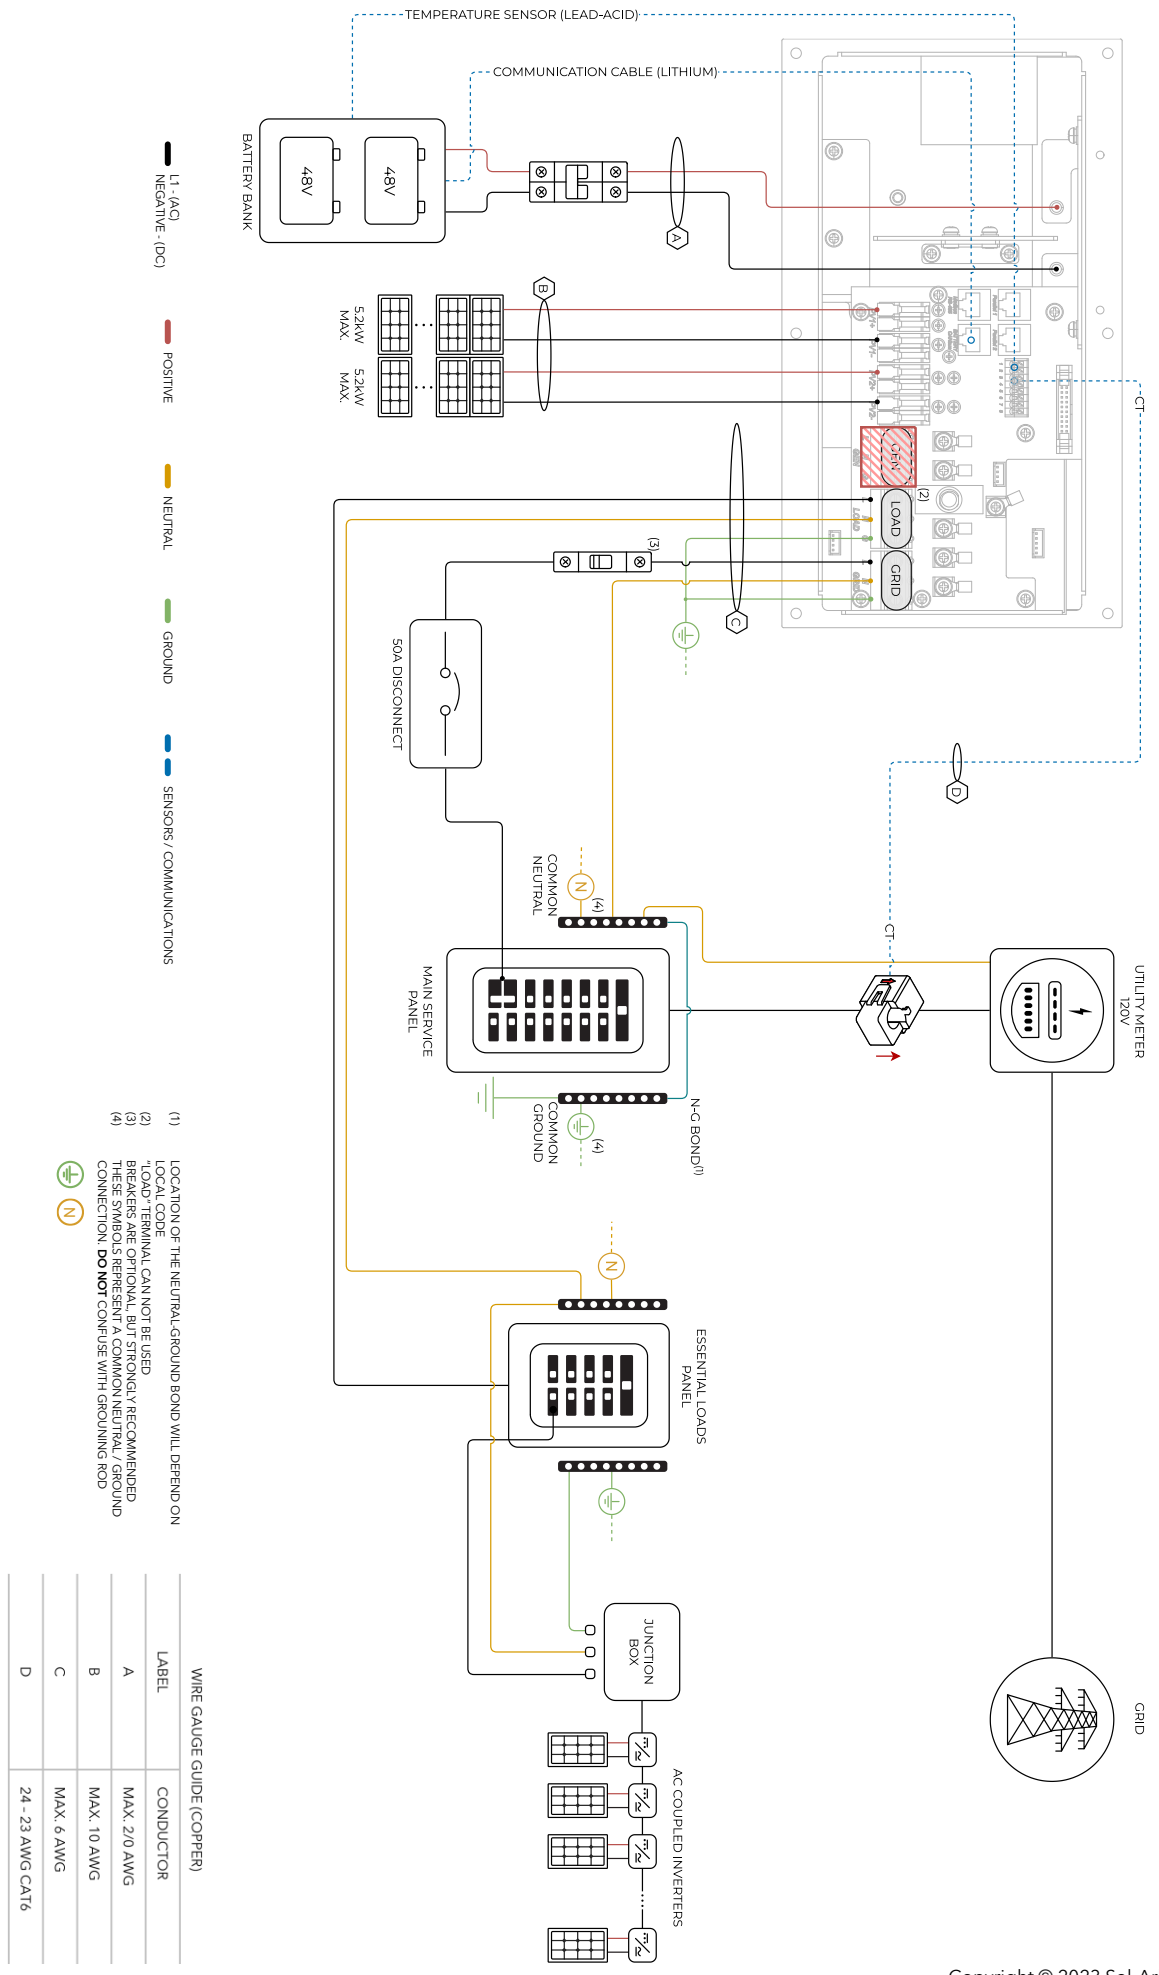 TEMPERATURE SENSOR (LEAD-ACID)
COMMUNICATION CABLE (LITHIUM)
BATTERY BANK
48V
48V
A
B
5.2kW
MAX.
5.2kW
MAX.
PV1+
PV1-
PV2+
PV2-
GEN
LOAD
GRID
(2)
(3)
C
CT
D
CT
50A DISCONNECT
COMMON
NEUTRAL
N
(4)
MAIN SERVICE
PANEL
COMMON
GROUND
(4)
N-G BOND(1)
UTILITY METER
120V
GRID
N
ESSENTIAL LOADS
PANEL
JUNCTION
BOX
AC COUPLED INVERTERS
L1 - (AC)
NEGATIVE - (DC)
POSITIVE
NEUTRAL
GROUND
SENSORS / COMMUNICATIONS
(1) LOCATION OF THE NEUTRAL-GROUND BOND WILL DEPEND ON
LOCAL CODE
(2) "LOAD" TERMINAL CAN NOT BE USED
(3) BREAKERS ARE OPTIONAL, BUT STRONGLY RECOMMENDED
(4) THESE SYMBOLS REPRESENT A COMMON NEUTRAL / GROUND
CONNECTION. DO NOT CONFUSE WITH GROUNING ROD
N
WIRE GAUGE GUIDE (COPPER)
LABEL CONDUCTOR
A MAX. 2/0 AWG
B MAX. 10 AWG
C MAX. 6 AWG
D 24 - 23 AWG CAT6